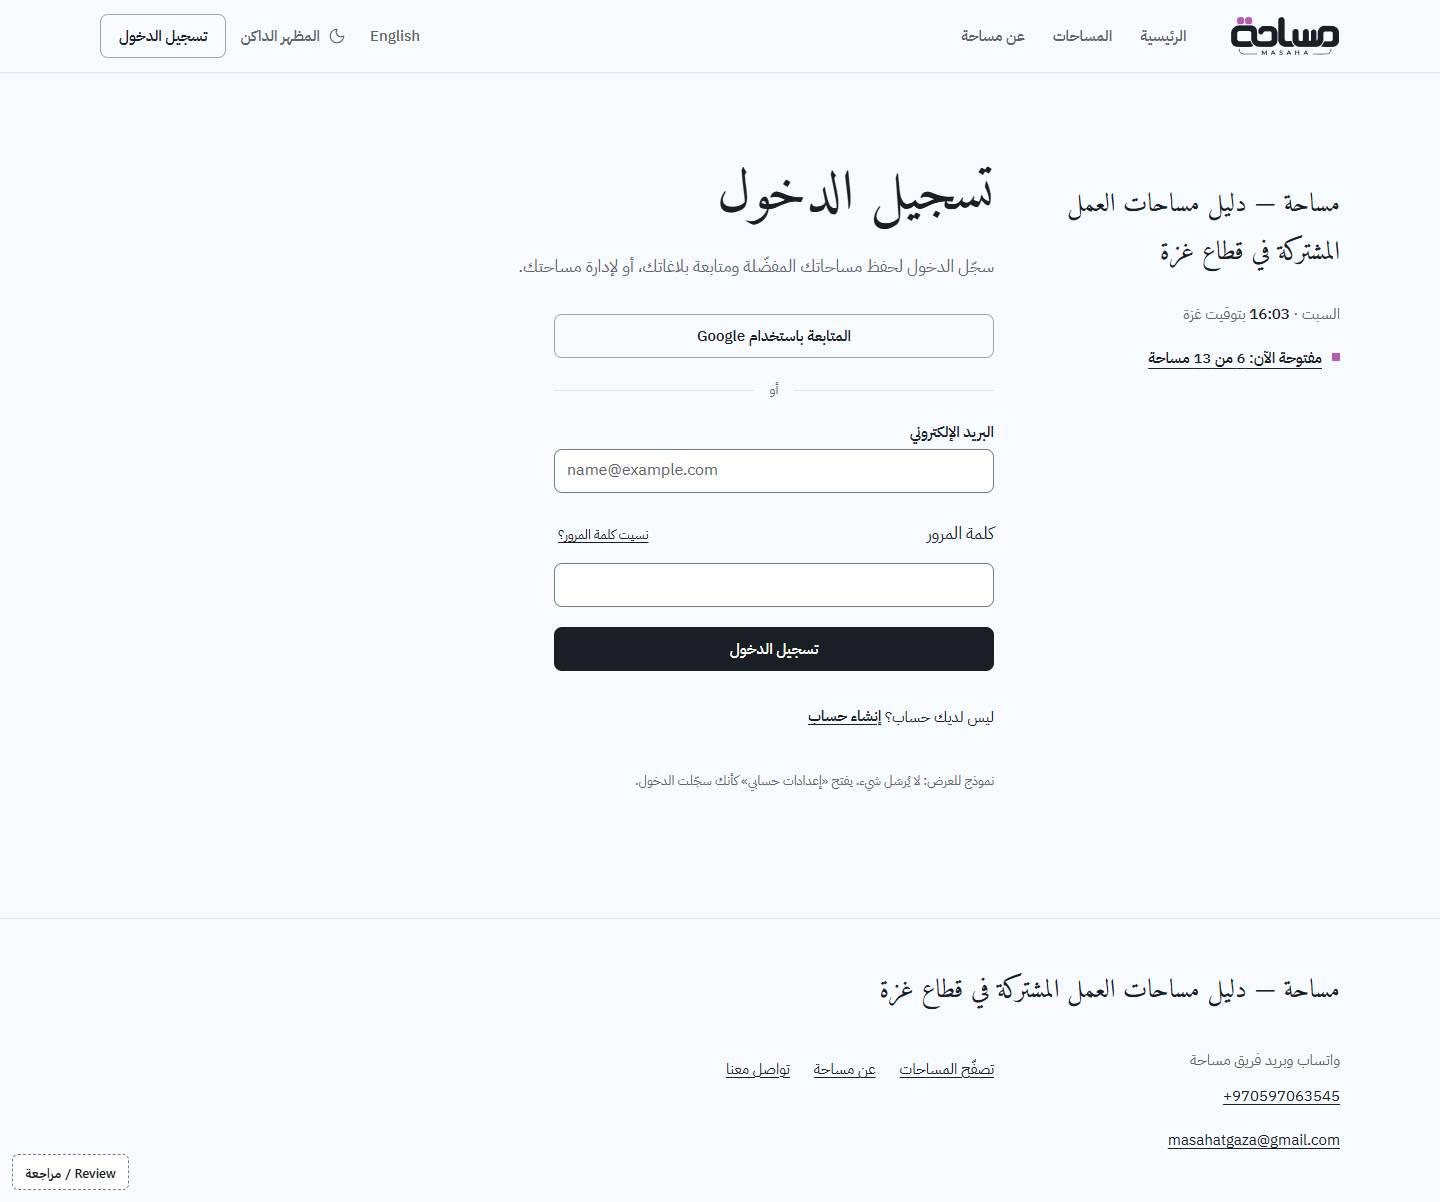 مساحة
MASAHA
الرئيسية
المساحات
عن مساحة
English
المظهر الداكن
تسجيل الدخول
مساحة — دليل مساحات العمل
المشتركة في قطاع غزة
السبت · 16:03 بتوقيت غزة
مفتوحة الآن: 6 من 13 مساحة
تسجيل الدخول
سجّل الدخول لحفظ مساحاتك المفضّلة ومتابعة بلاغاتك، أو لإدارة مساحتك.
المتابعة باستخدام Google
أو
البريد الإلكتروني
name@example.com
كلمة المرور
نسيت كلمة المرور؟
تسجيل الدخول
ليس لديك حساب؟ إنشاء حساب
نموذج للعرض: لا يُرسَل شيء. يفتح «إعدادات حسابي» كأنك سجّلت الدخول.
مساحة — دليل مساحات العمل المشتركة في قطاع غزة
واتساب وبريد فريق مساحة
+970597063545
masahatgaza@gmail.com
تصفّح المساحات
عن مساحة
تواصل معنا
مراجعة / Review